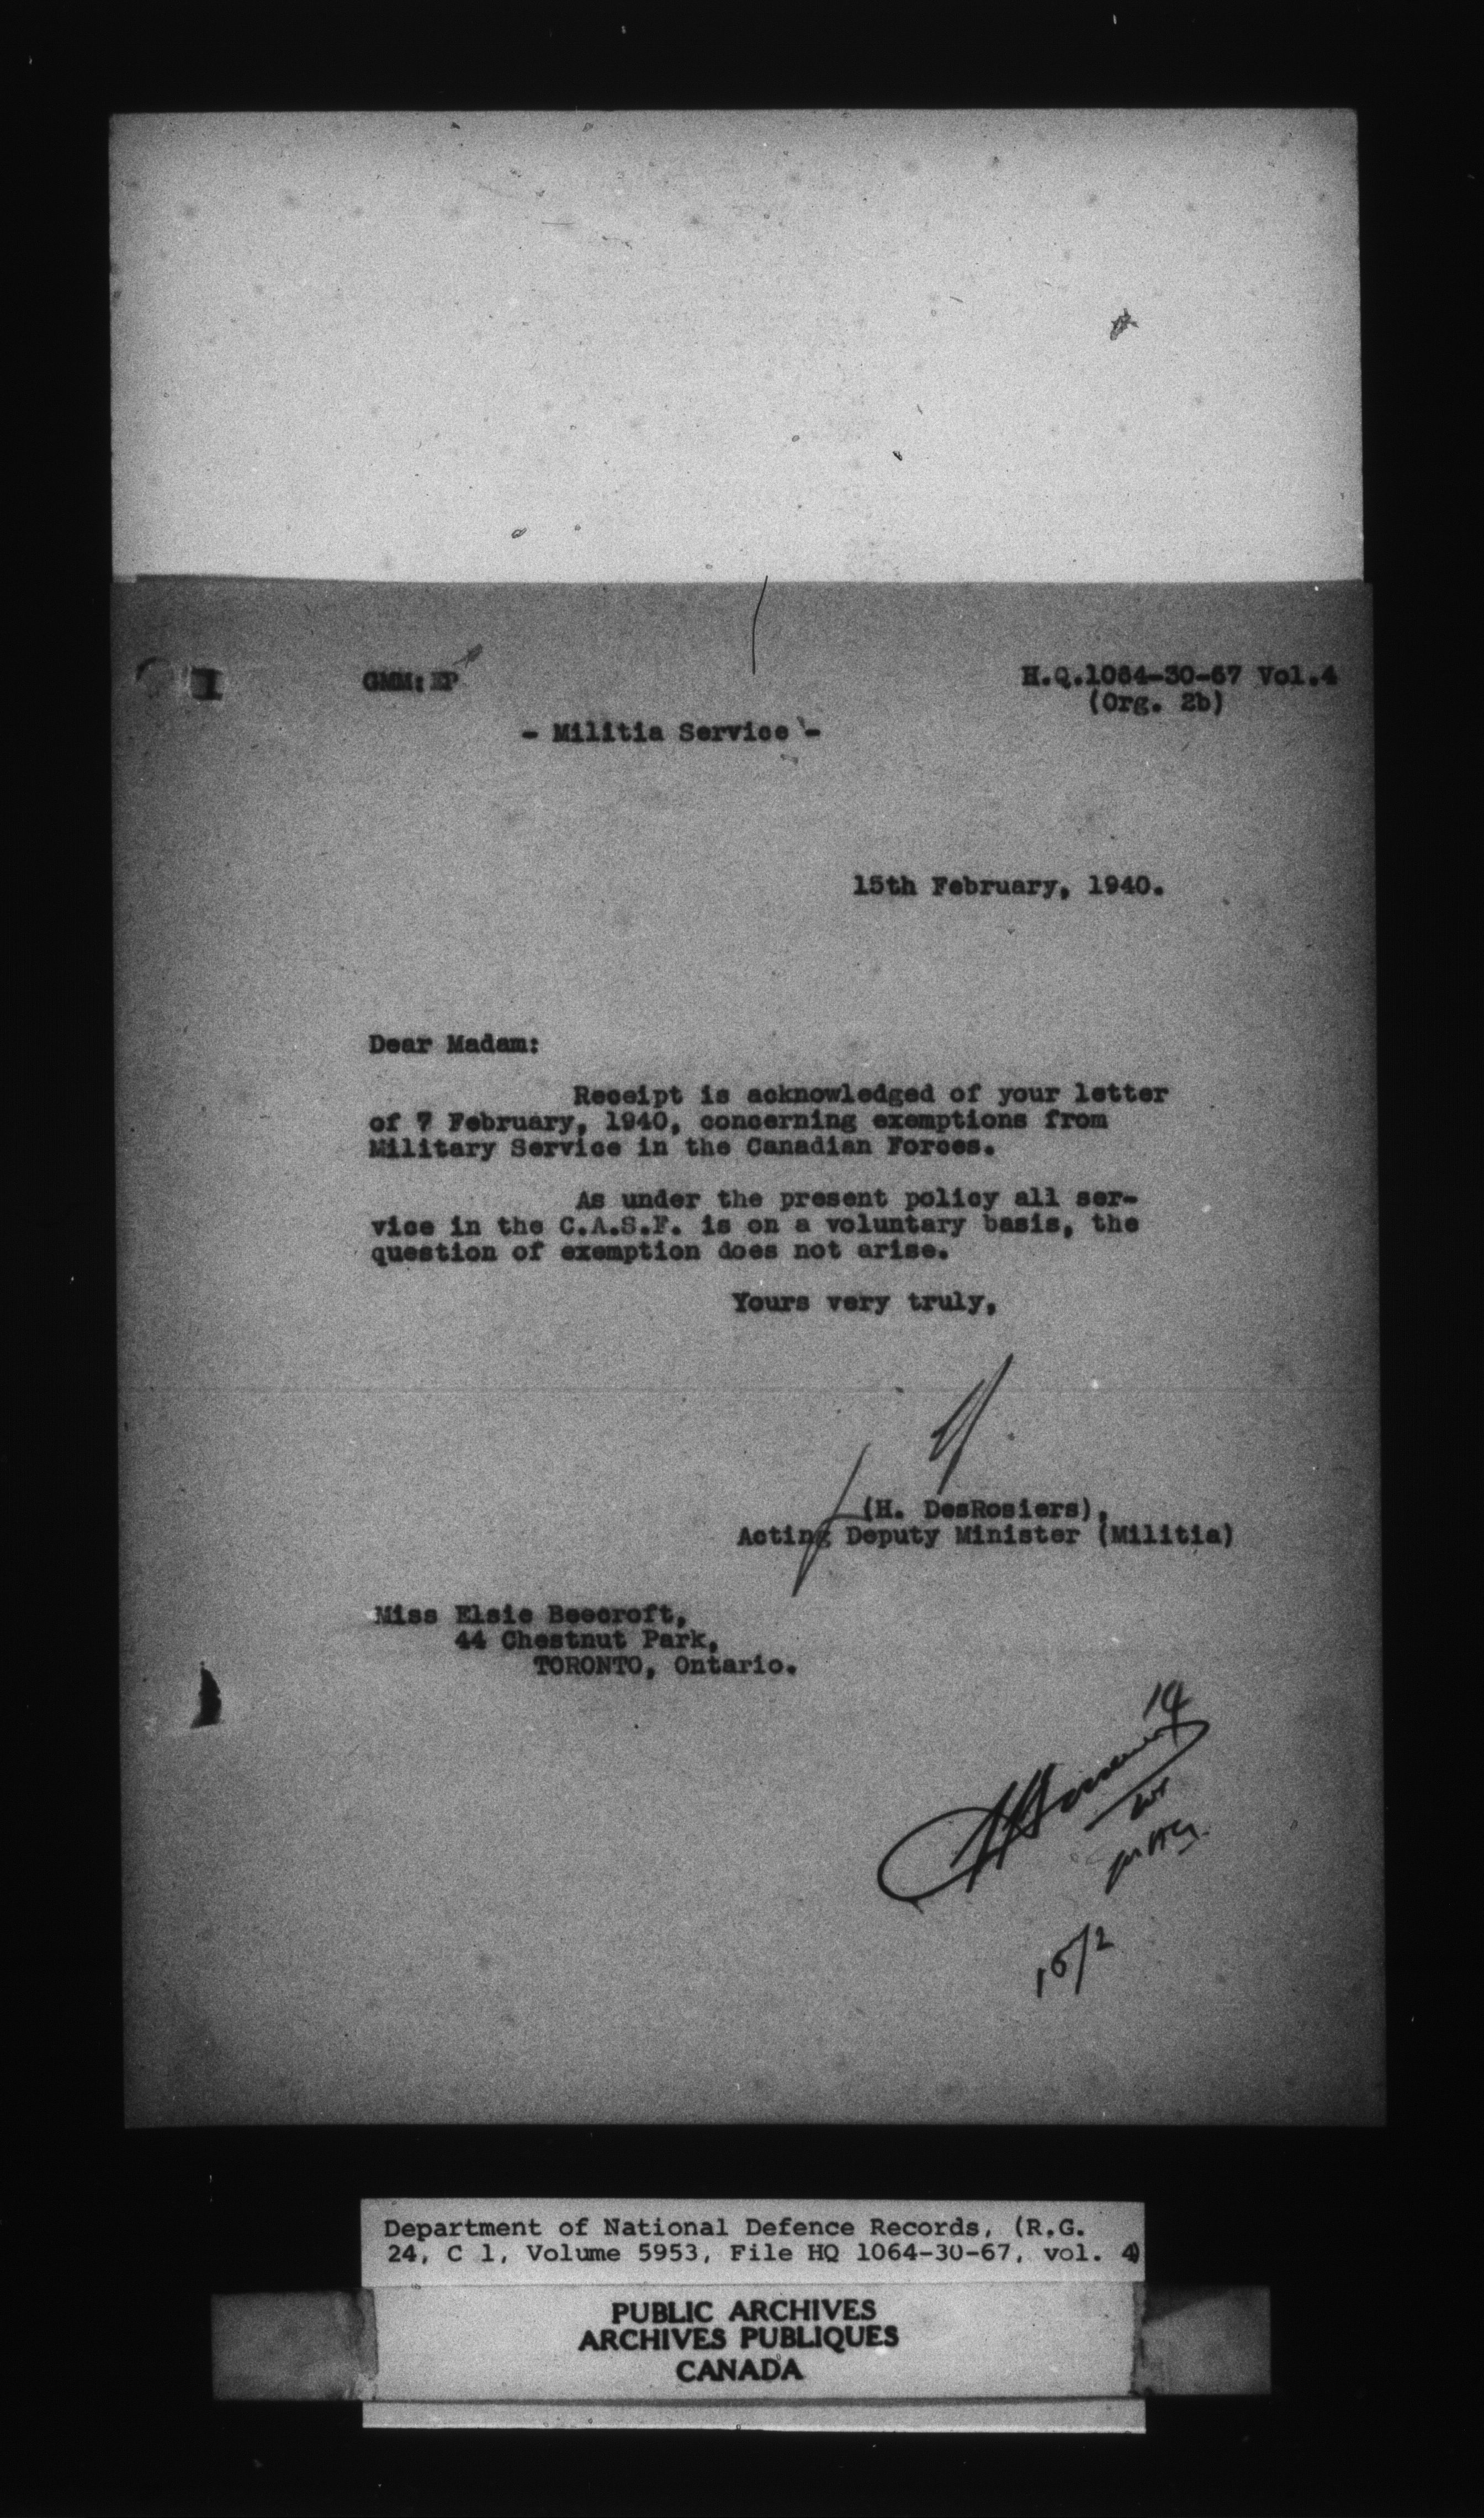 GMM:EP
H.Q.1064-30-67 Vol.4
(Org. 2b)
- Militia Service -
15th February, 1940.
Dear Madam:
Receipt is acknowledged of your letter
of 7 February, 1940, concerning exemptions from
Military Service in the Canadian Forces.
As under the present policy all ser-
vice in the C.A.S.F. is on a voluntary basis, the
question of exemption does not arise.
Yours very truly,
(H. DesRosiers),
Acting Deputy Minister (Militia)
Miss Elsie Beecroft,
44 Chestnut Park,
TORONTO, Ontario.
15/2
Department of National Defence Records, (R.G.
24, C 1, Volume 5953, File HQ 1064-30-67, vol. 4)
PUBLIC ARCHIVES
ARCHIVES PUBLIQUES
CANADA